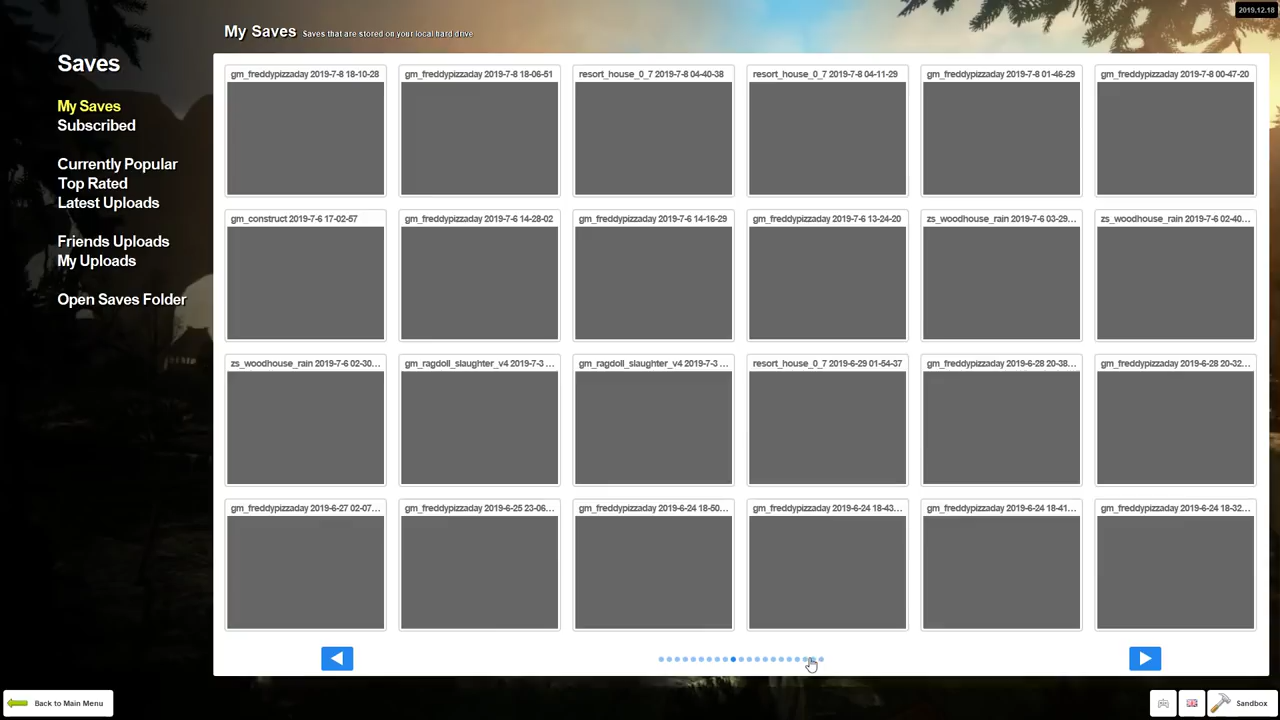 2019.12.18
My Saves Saves that are stored on your local hard drive
Saves
My Saves
Subscribed
Currently Popular
Top Rated
Latest Uploads
Friends Uploads
My Uploads
Open Saves Folder
gm_freddypizzaday 2019-7-8 18-10-28
gm_freddypizzaday 2019-7-8 18-06-51
resort_house_0_7 2019-7-8 04-40-38
resort_house_0_7 2019-7-8 04-11-29
gm_freddypizzaday 2019-7-8 01-46-29
gm_freddypizzaday 2019-7-8 00-47-20
gm_construct 2019-7-6 17-02-57
gm_freddypizzaday 2019-7-6 14-28-02
gm_freddypizzaday 2019-7-6 14-16-29
gm_freddypizzaday 2019-7-6 13-24-20
zs_woodhouse_rain 2019-7-6 03-29...
zs_woodhouse_rain 2019-7-6 02-40...
zs_woodhouse_rain 2019-7-6 02-30...
gm_ragdoll_slaughter_v4 2019-7-3 ...
gm_ragdoll_slaughter_v4 2019-7-3 ...
resort_house_0_7 2019-6-29 01-54-37
gm_freddypizzaday 2019-6-28 20-38...
gm_freddypizzaday 2019-6-28 20-32...
gm_freddypizzaday 2019-6-27 02-07...
gm_freddypizzaday 2019-6-25 23-06...
gm_freddypizzaday 2019-6-24 18-50...
gm_freddypizzaday 2019-6-24 18-43...
gm_freddypizzaday 2019-6-24 18-41...
gm_freddypizzaday 2019-6-24 18-32...
Back to Main Menu
Sandbox